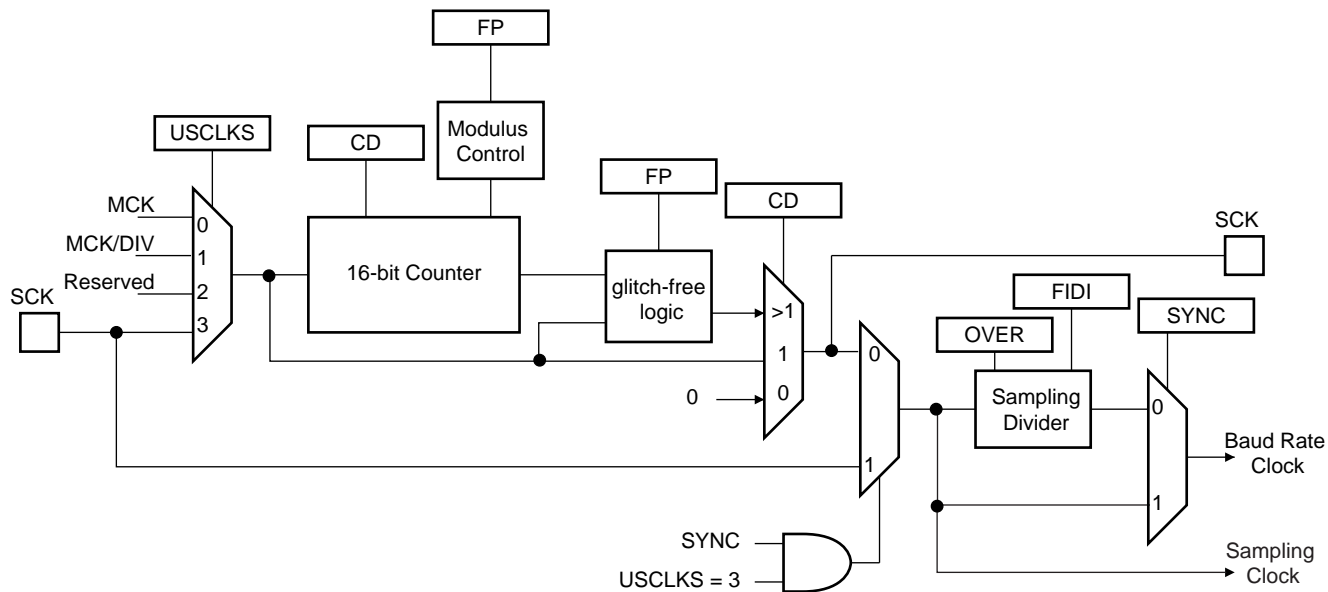 FP
USCLKS
CD
Modulus
Control
FP
CD
MCK
0
MCK/DIV
1
Reserved
2
SCK
3
16-bit Counter
glitch-free
logic
>1
1
0
0
SCK
FIDI
OVER
SYNC
0
1
Sampling
Divider
0
1
Baud Rate
Clock
SYNC
USCLKS = 3
Sampling
Clock